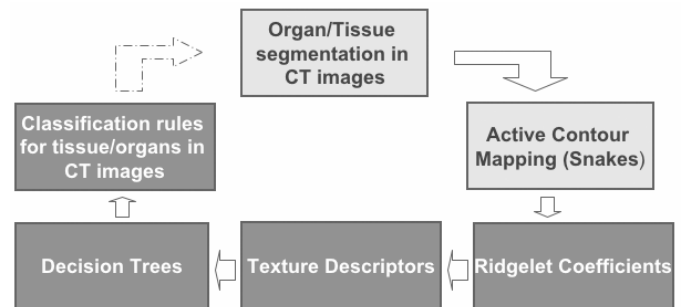 Organ/Tissue
segmentation in
CT images
Classification rules
for tissue/organs in
CT images
Active Contour
Mapping (Snakes)
Decision Trees
Texture Descriptors
Ridgelet Coefficients